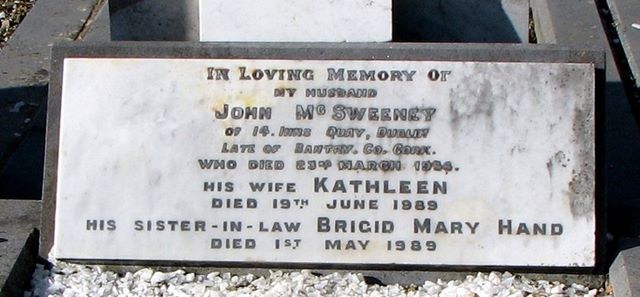 IN LOVING MEMORY OF
MY HUSBAND
JOHN McSWEENEY
OF 14. INNS QUAY, DUBLIN
LATE OF BANTRY. CO. CORK.
WHO DIED 23RD MARCH
HIS WIFE KATHLEEN
DIED 19TH JUNE 1989
HIS SISTER-IN-LAW BRIGID MARY HAND
DIED 1ST MAY 1989